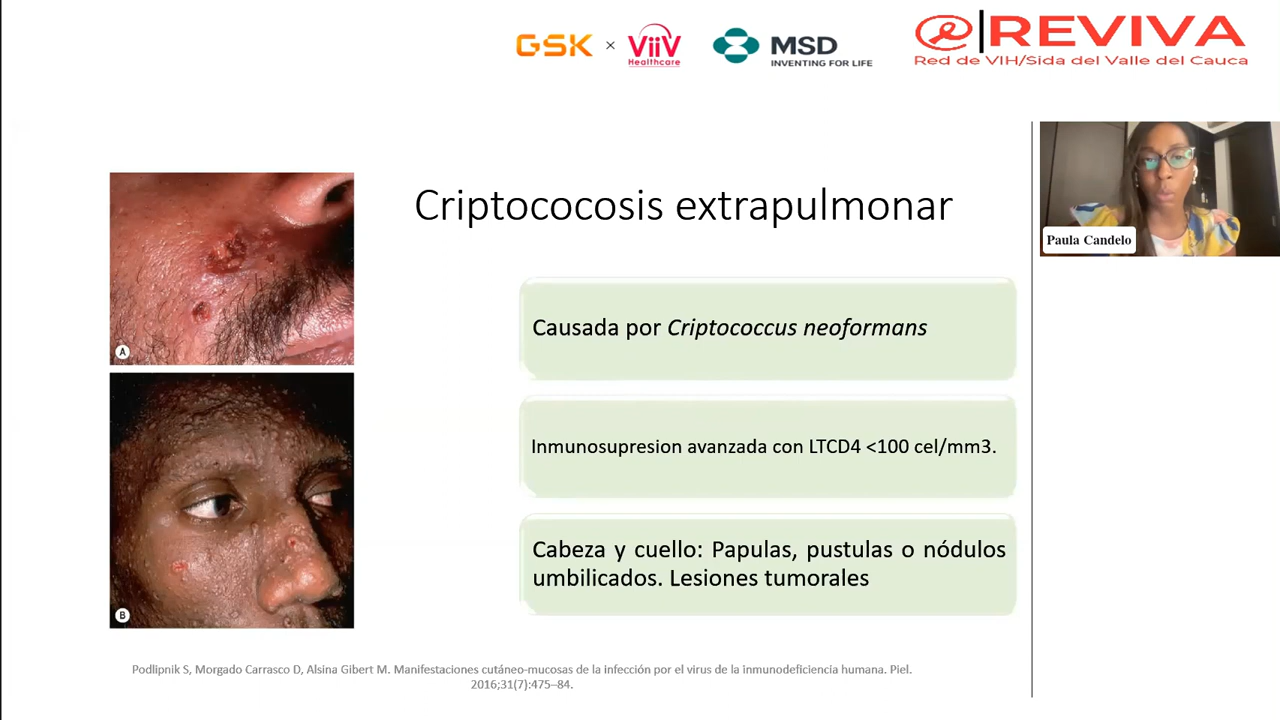 GSK × ViiV
Healthcare
MSD
INVENTING FOR LIFE
REVIVA
Red de VIH/Sida del Valle del Cauca
Criptococosis extrapulmonar
Paula Candelo
Causada por Criptococcus neoformans
A
Inmunosupresion avanzada con LTCD4 <100 cel/mm3.
Cabeza y cuello: Papulas, pustulas o nódulos
umbilicados. Lesiones tumorales
B
Podlipnik S, Morgado Carrasco D, Alsina Gibert M. Manifestaciones cutáneo-mucosas de la infección por el virus de la inmunodeficiencia humana. Piel.
2016;31(7):475–84.